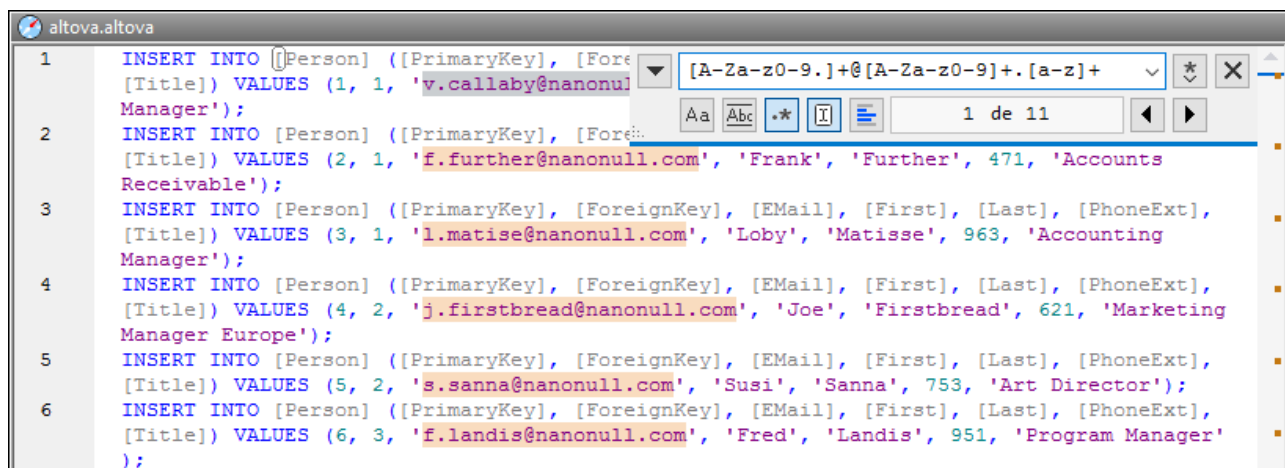 altova.altova
1 INSERT INTO [Person] ([PrimaryKey], [Fore
[A-Za-z0-9.]+@[A-Za-z0-9]+.[a-z]+
[Title]) VALUES (1, 1, 'v.callaby@nanonul
Manager');
Aa Abc .* 1 de 11
2 INSERT INTO [Person] ([PrimaryKey], [Fore
[Title]) VALUES (2, 1, 'f.further@nanonull.com', 'Frank', 'Further', 471, 'Accounts
Receivable');
3 INSERT INTO [Person] ([PrimaryKey], [ForeignKey], [EMail], [First], [Last], [PhoneExt],
[Title]) VALUES (3, 1, 'l.matise@nanonull.com', 'Loby', 'Matisse', 963, 'Accounting
Manager');
4 INSERT INTO [Person] ([PrimaryKey], [ForeignKey], [EMail], [First], [Last], [PhoneExt],
[Title]) VALUES (4, 2, 'j.firstbread@nanonull.com', 'Joe', 'Firstbread', 621, 'Marketing
Manager Europe');
5 INSERT INTO [Person] ([PrimaryKey], [ForeignKey], [EMail], [First], [Last], [PhoneExt],
[Title]) VALUES (5, 2, 's.sanna@nanonull.com', 'Susi', 'Sanna', 753, 'Art Director');
6 INSERT INTO [Person] ([PrimaryKey], [ForeignKey], [EMail], [First], [Last], [PhoneExt],
[Title]) VALUES (6, 3, 'f.landis@nanonull.com', 'Fred', 'Landis', 951, 'Program Manager'
);